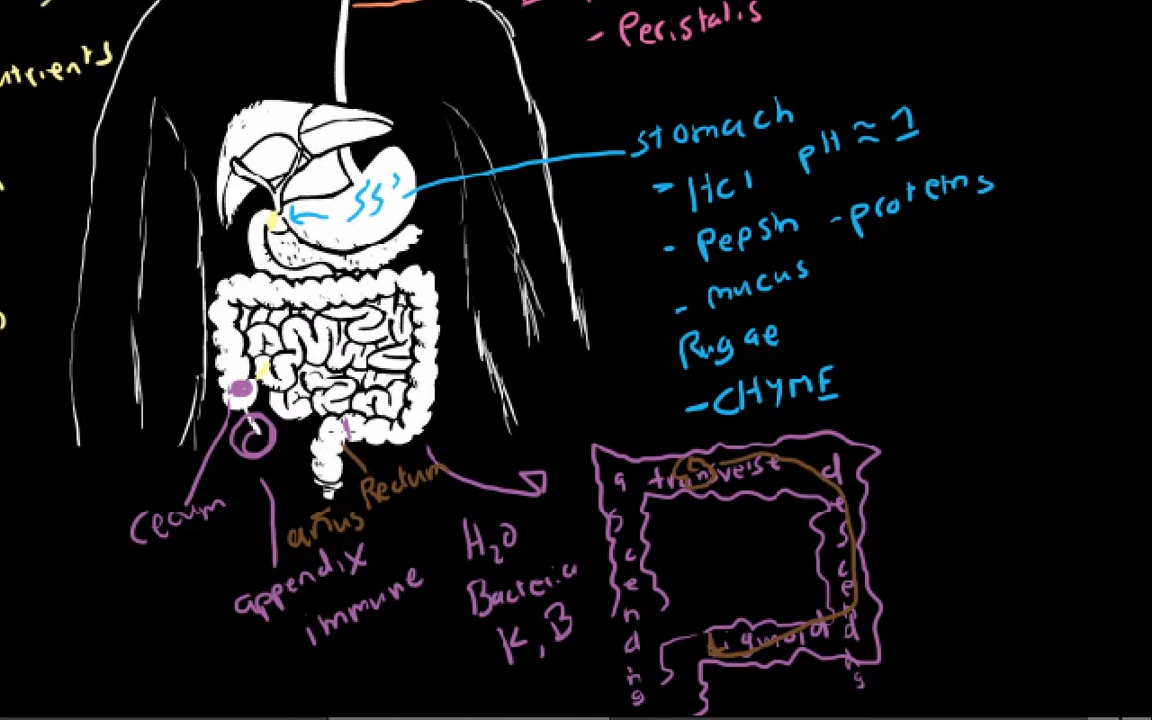 - Peristalis
utrients
stomach
- HCl pH ≈ 1
- Pepsin - proteins
- mucus
Rugae
- CHYME
a transverse d
ascending
descending
sigmoid
Rectum
Cecum
anus
appendix
immune
H2O
Bacteria
K, B